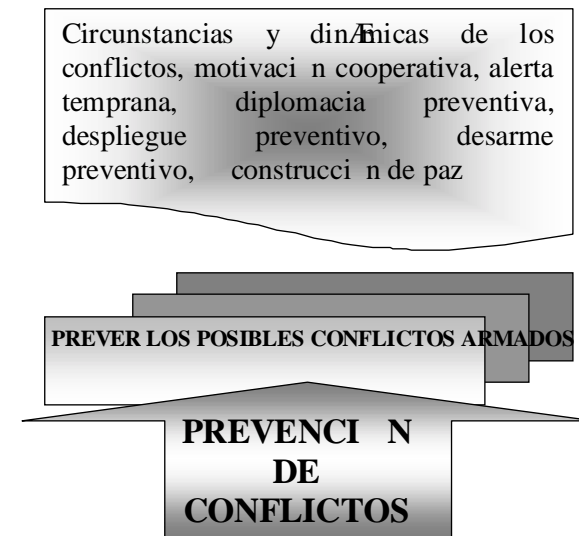 Circunstancias y dinÆmicas de los
conflictos, motivaci n cooperativa, alerta
temprana, diplomacia preventiva,
despliegue preventivo, desarme
preventivo, construcci n de paz
PREVER LOS POSIBLES CONFLICTOS ARMADOS
PREVENCI N
DE
CONFLICTOS